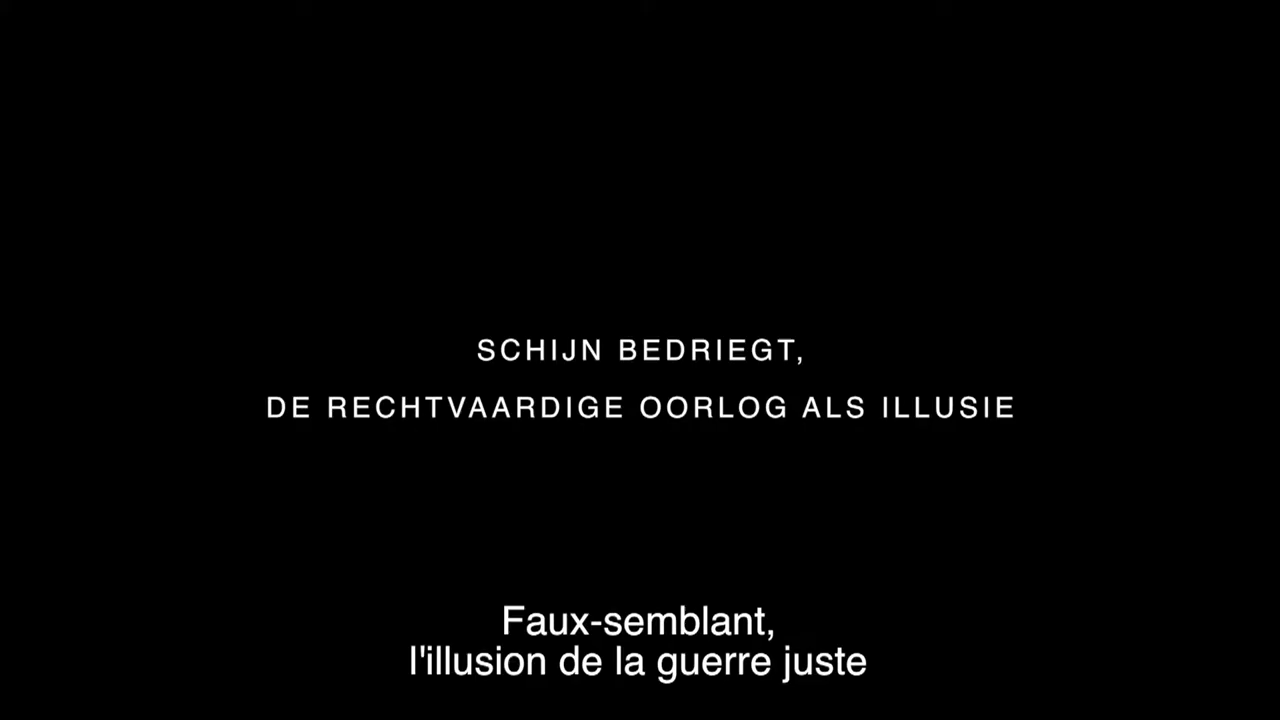 SCHIJN BEDRIEGT,
DE RECHTVAARDIGE OORLOG ALS ILLUSIE
Faux-semblant,
l'illusion de la guerre juste